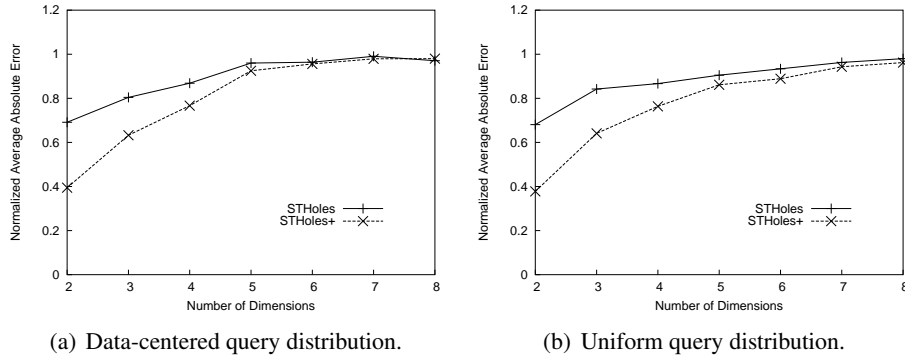 1.2
1
0.8
0.6
0.4
0.2
0
Normalized Average Absolute Error
STHoles
STHoles+
2 3 4 5 6 7 8
Number of Dimensions
(a) Data-centered query distribution.
1.2
1
0.8
0.6
0.4
0.2
0
Normalized Average Absolute Error
STHoles
STHoles+
2 3 4 5 6 7 8
Number of Dimensions
(b) Uniform query distribution.